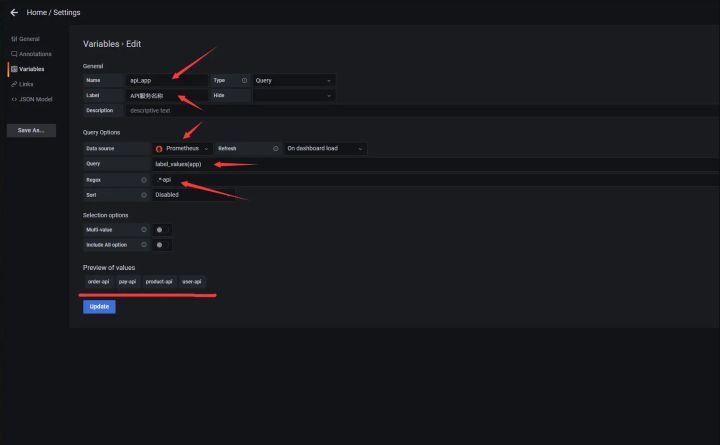 Home / Settings
General
Annotations
Variables
Links
JSON Model
Save As...
Variables › Edit
General
Name api_app Type Query
Label API服务名称 Hide
Description descriptive text
Query Options
Data source Prometheus Refresh On dashboard load
Query label_values(app)
Regex .*-api
Sort Disabled
Selection options
Multi-value
Include All option
Preview of values
order-api pay-api product-api user-api
Update